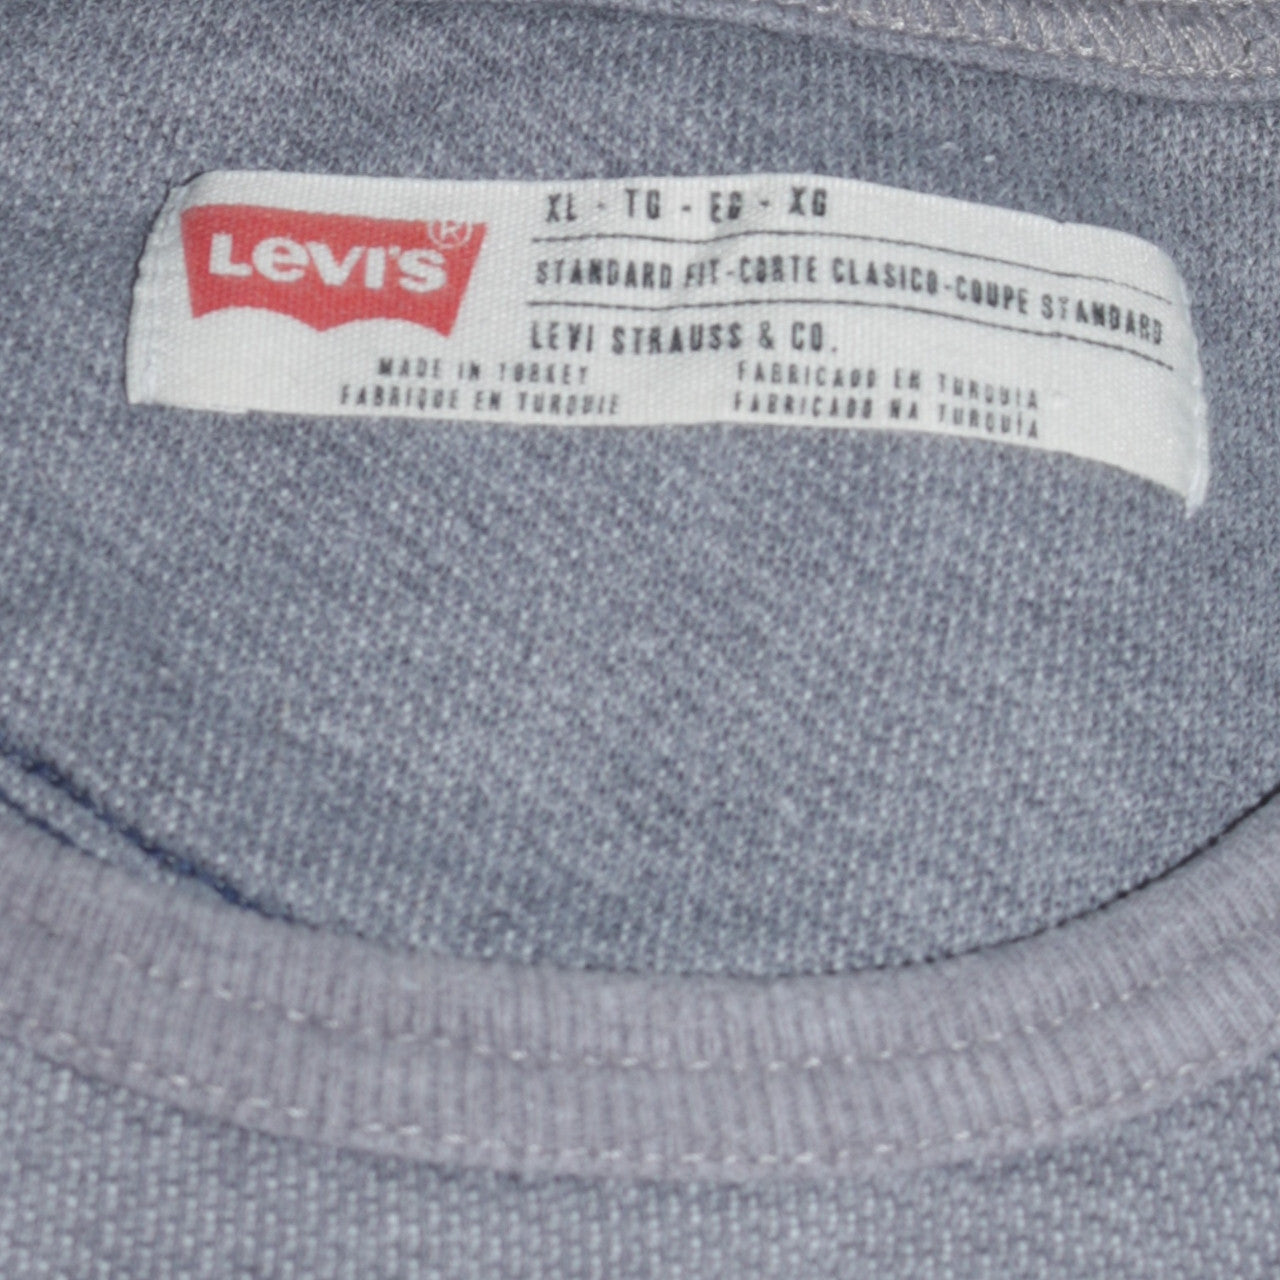 LEVI'S®
XL - TG - EG - XG
STANDARD FIT-CORTE CLASICO-COUPE STANDARD
LEVI STRAUSS & CO.
MADE IN TURKEY
FABRIQUE EN TURQUIE
FABRICADO EN TURQUIA
FABRICADO NA TURQUÍA